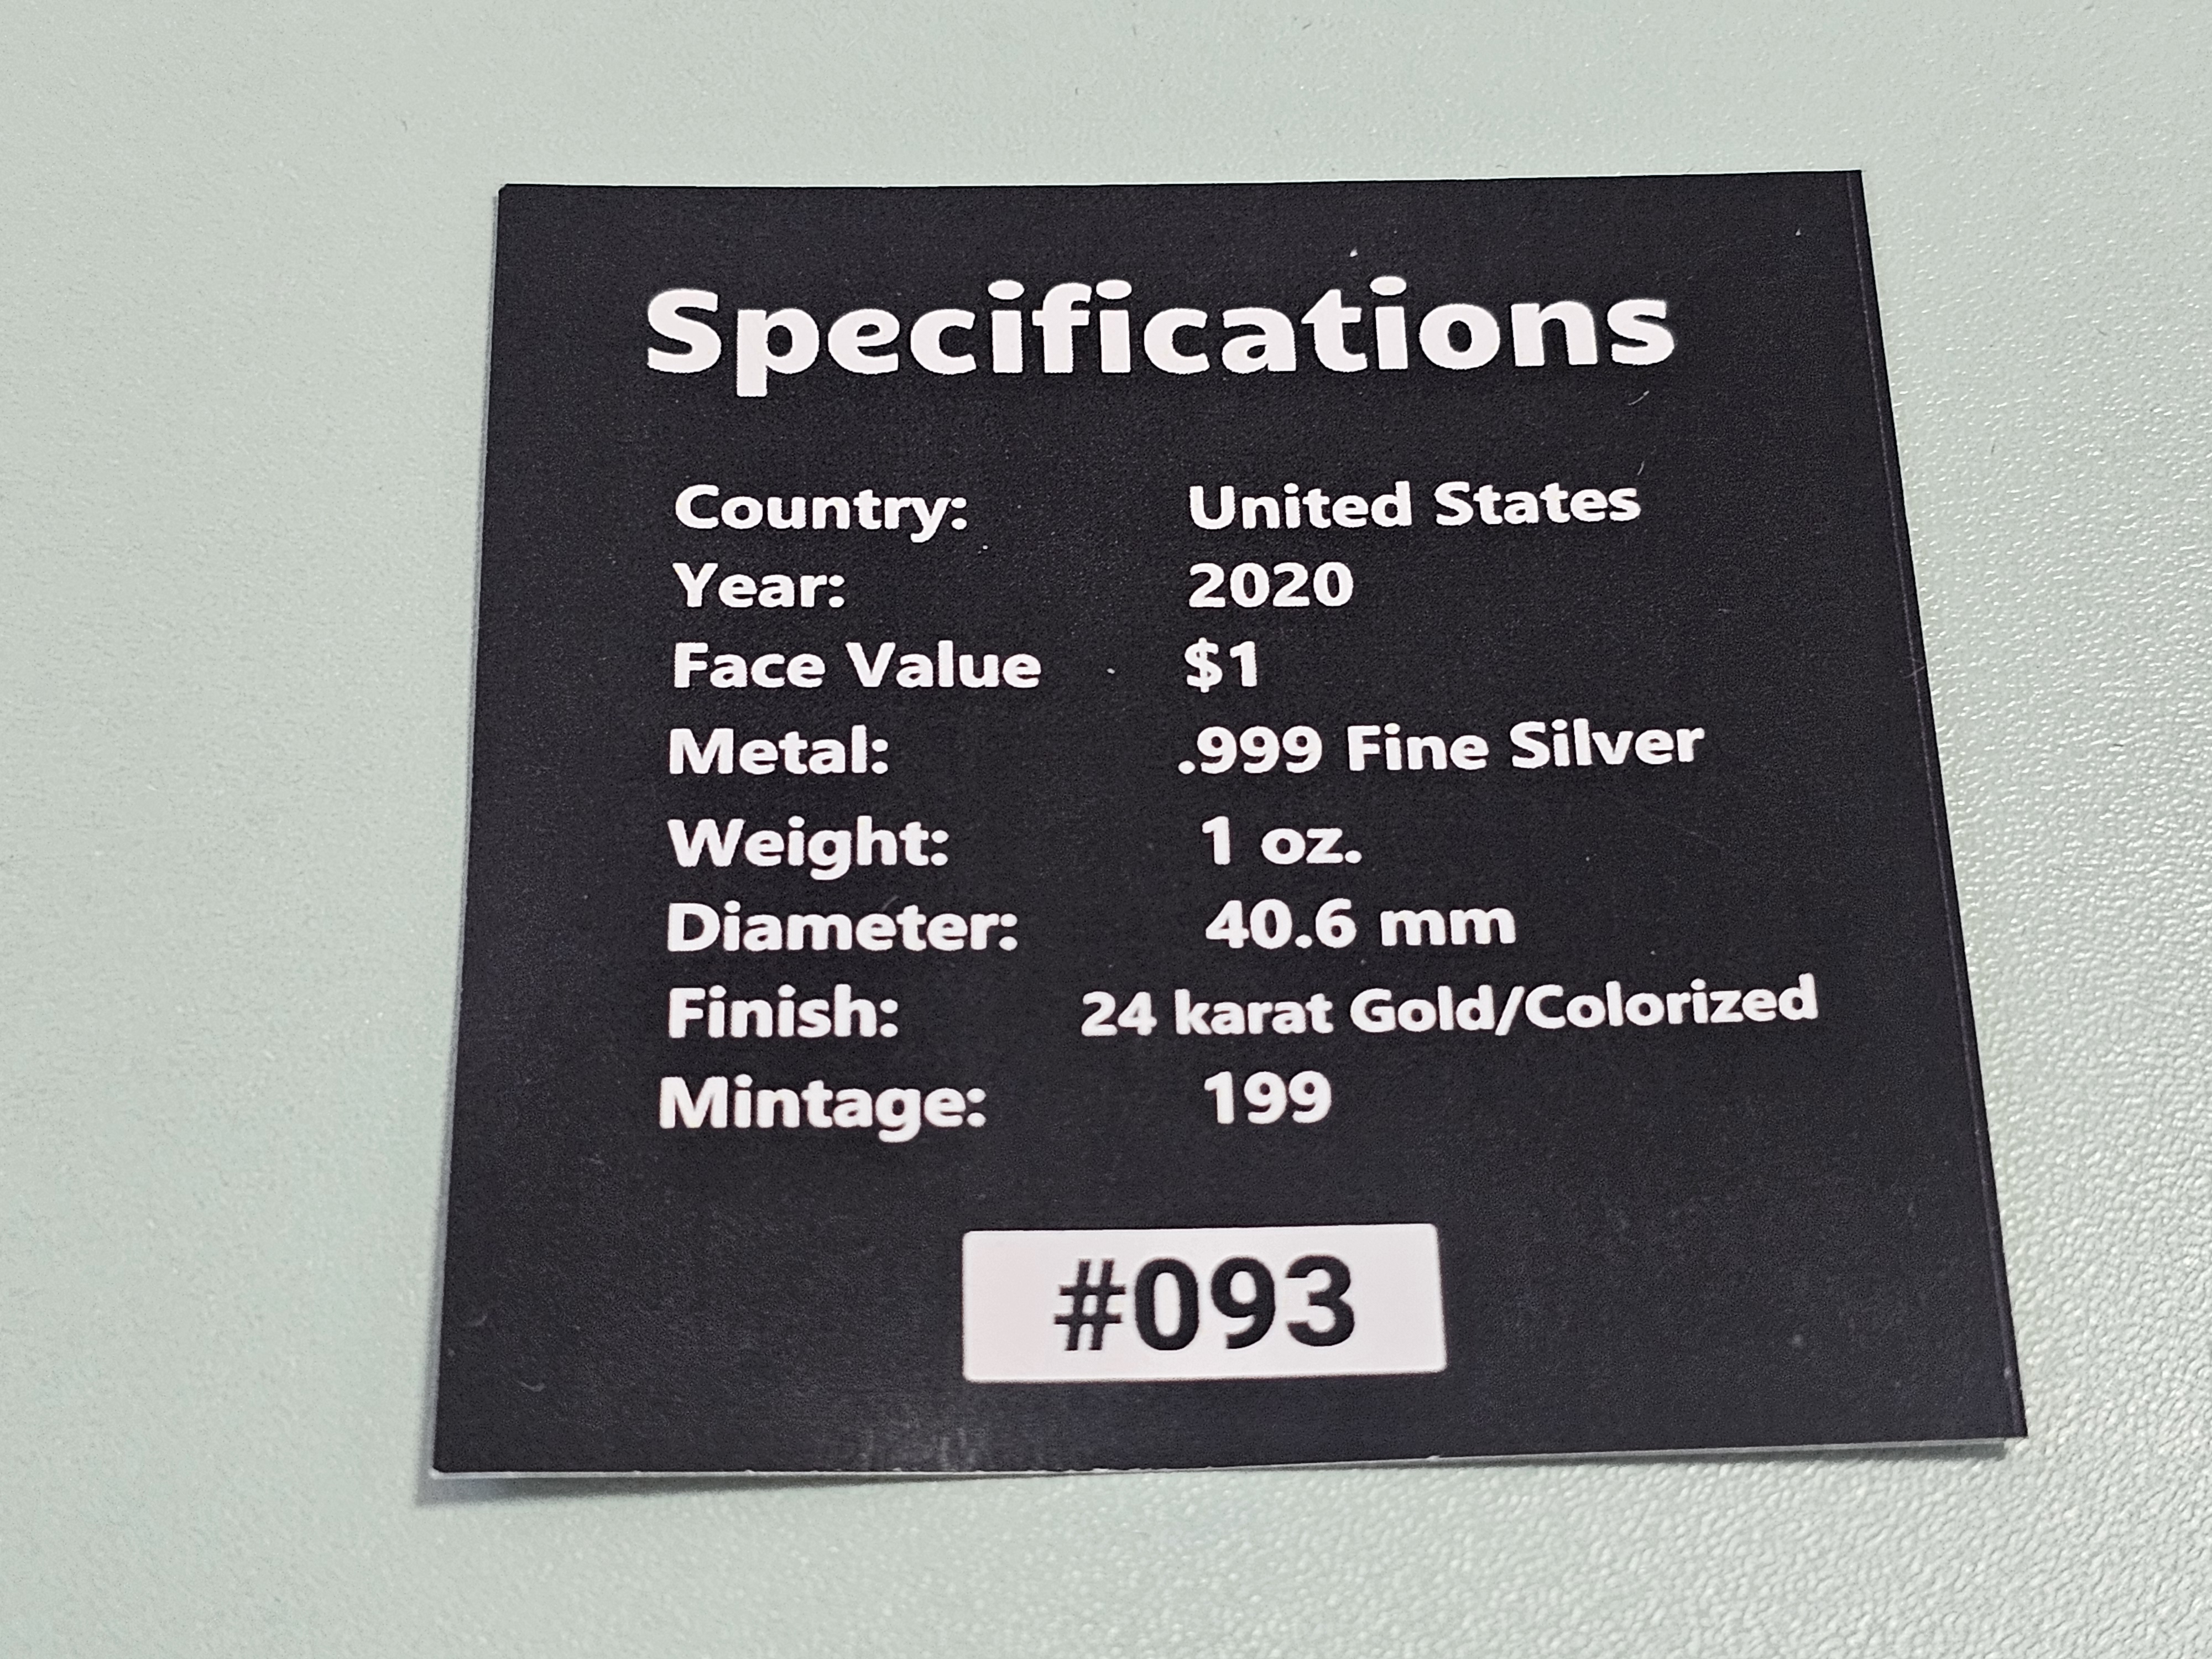 Specifications
Country: United States
Year: 2020
Face Value $1
Metal: .999 Fine Silver
Weight: 1 oz.
Diameter: 40.6 mm
Finish: 24 karat Gold/Colorized
Mintage: 199
#093